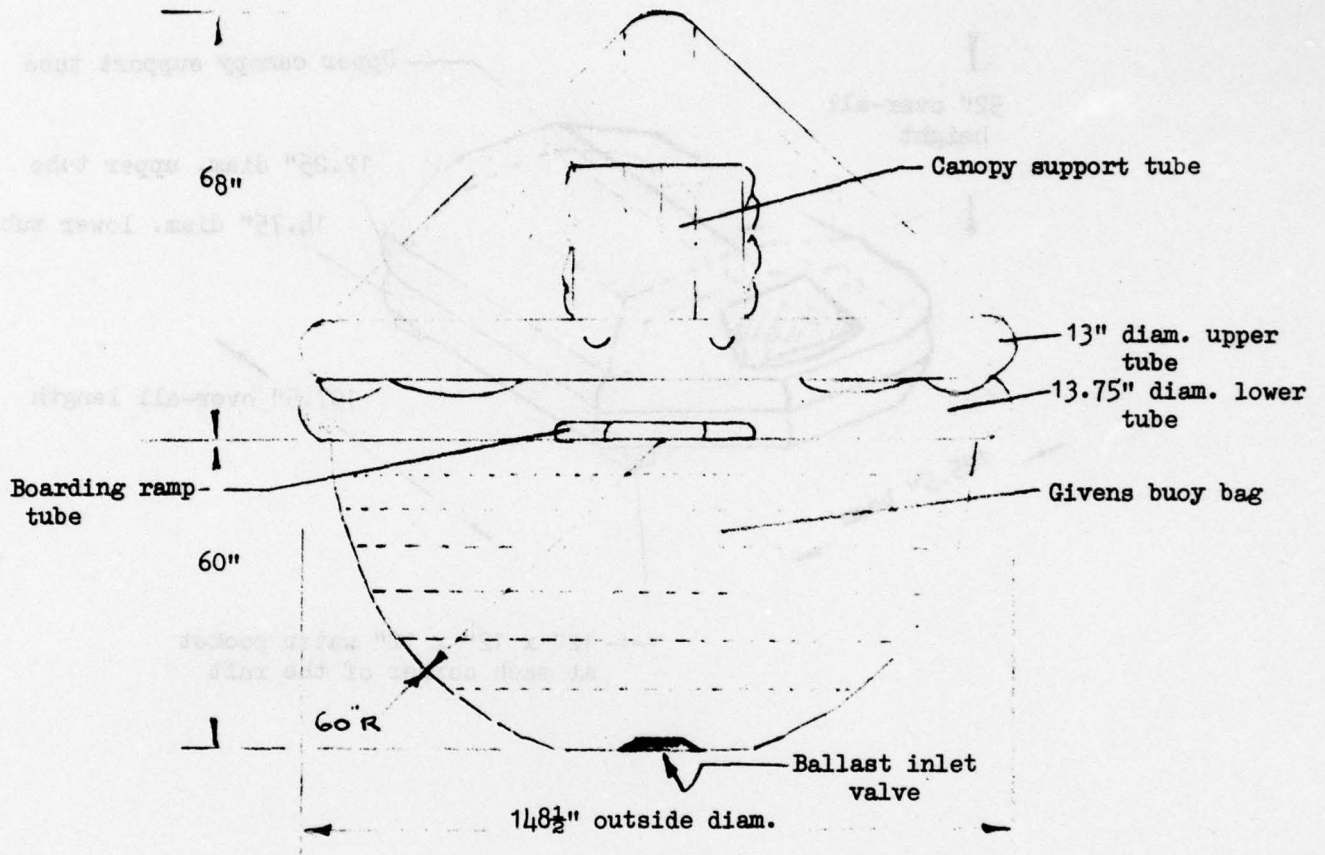 68"
Canopy support tube
13" diam. upper
tube
13.75" diam. lower
tube
Boarding ramp
tube
Givens buoy bag
60"
60"R
Ballast inlet
valve
148½" outside diam.